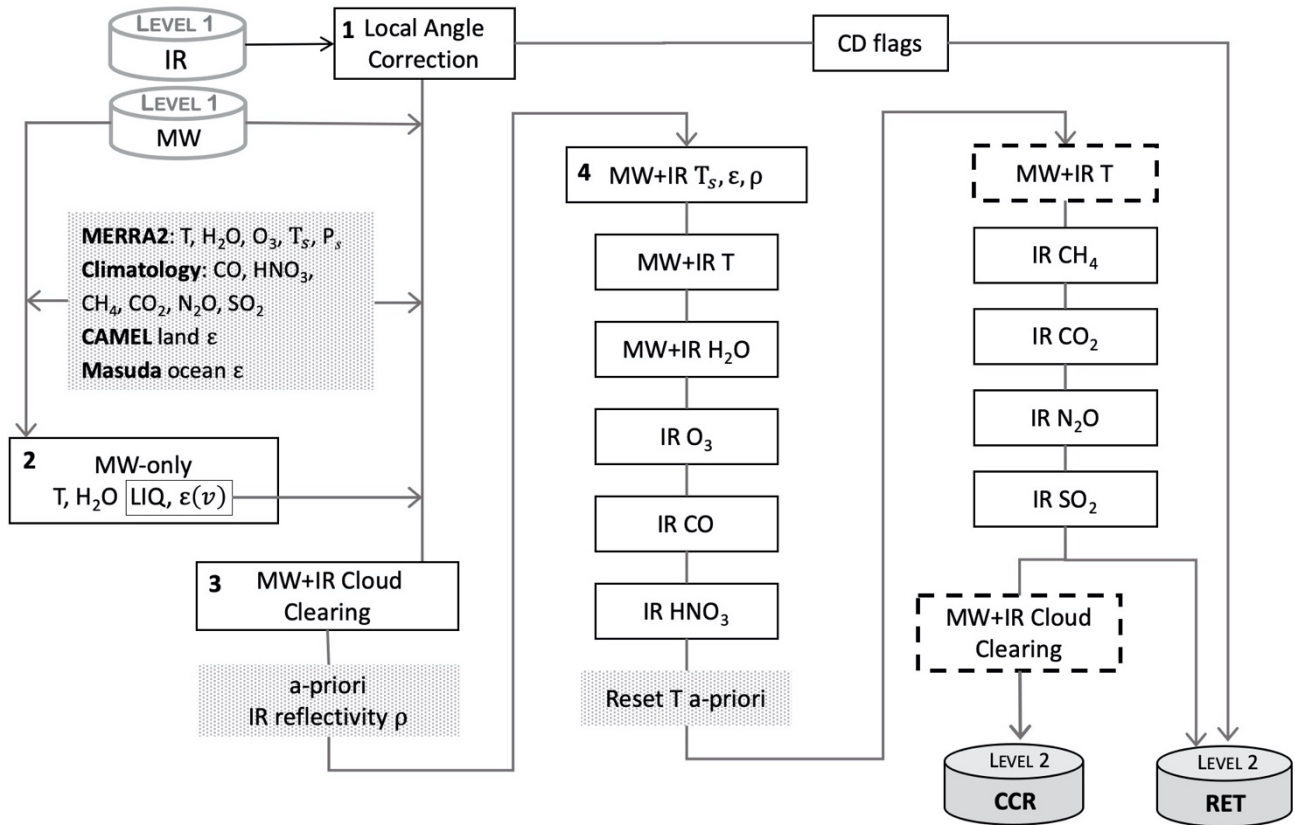 LEVEL 1
IR
1 Local Angle
Correction
CD flags
LEVEL 1
MW
MERRA2: T, H₂O, O₃, Tₛ, Pₛ
Climatology: CO, HNO₃,
CH₄, CO₂, N₂O, SO₂
CAMEL land ε
Masuda ocean ε
2 MW-only
T, H₂O LIQ, ε(v)
3 MW+IR Cloud
Clearing
a-priori
IR reflectivity ρ
4 MW+IR Tₛ, ε, ρ
MW+IR T
MW+IR H₂O
IR O₃
IR CO
IR HNO₃
Reset T a-priori
MW+IR T
IR CH₄
IR CO₂
IR N₂O
IR SO₂
MW+IR Cloud
Clearing
LEVEL 2
CCR
LEVEL 2
RET